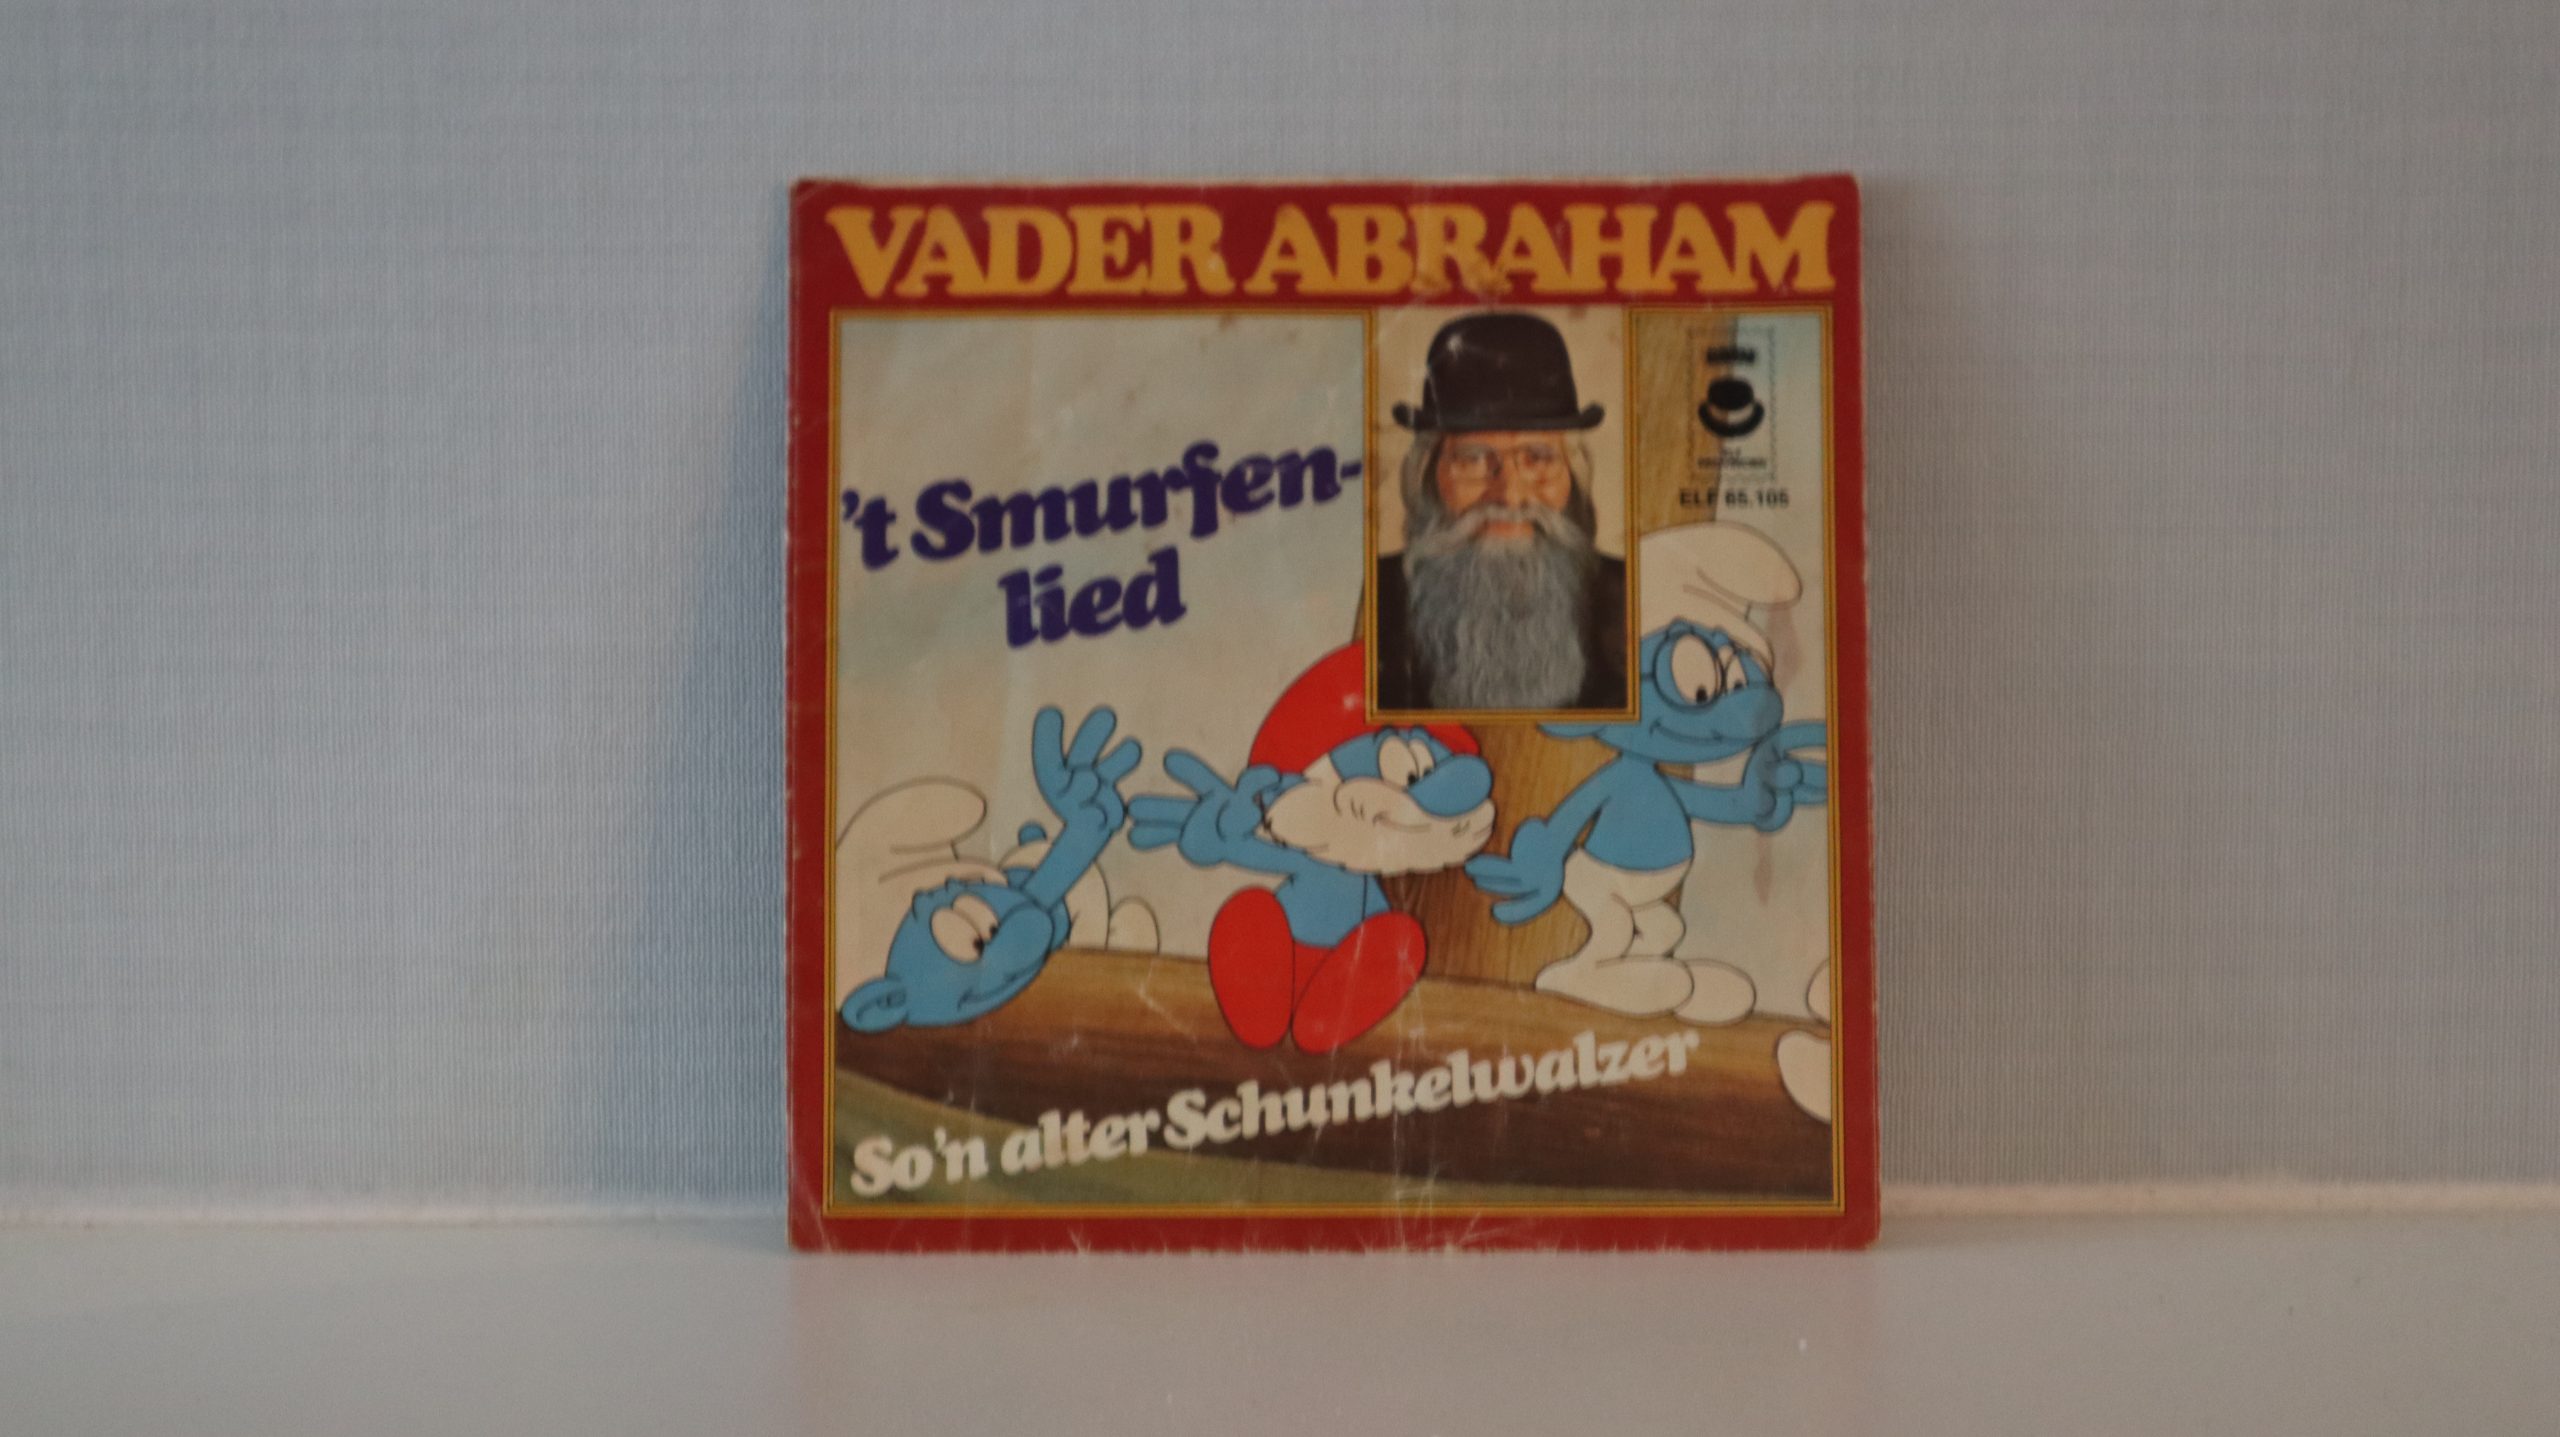 VADER ABRAHAM
't Smurfen-
lied
ELF 65.105
So'n alter Schunkelwalzer